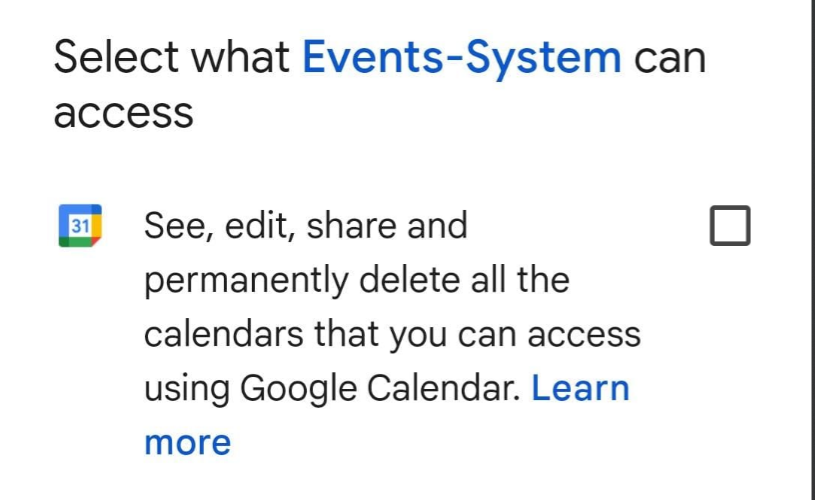 Select what Events-System can
access
31
See, edit, share and
permanently delete all the
calendars that you can access
using Google Calendar. Learn
more